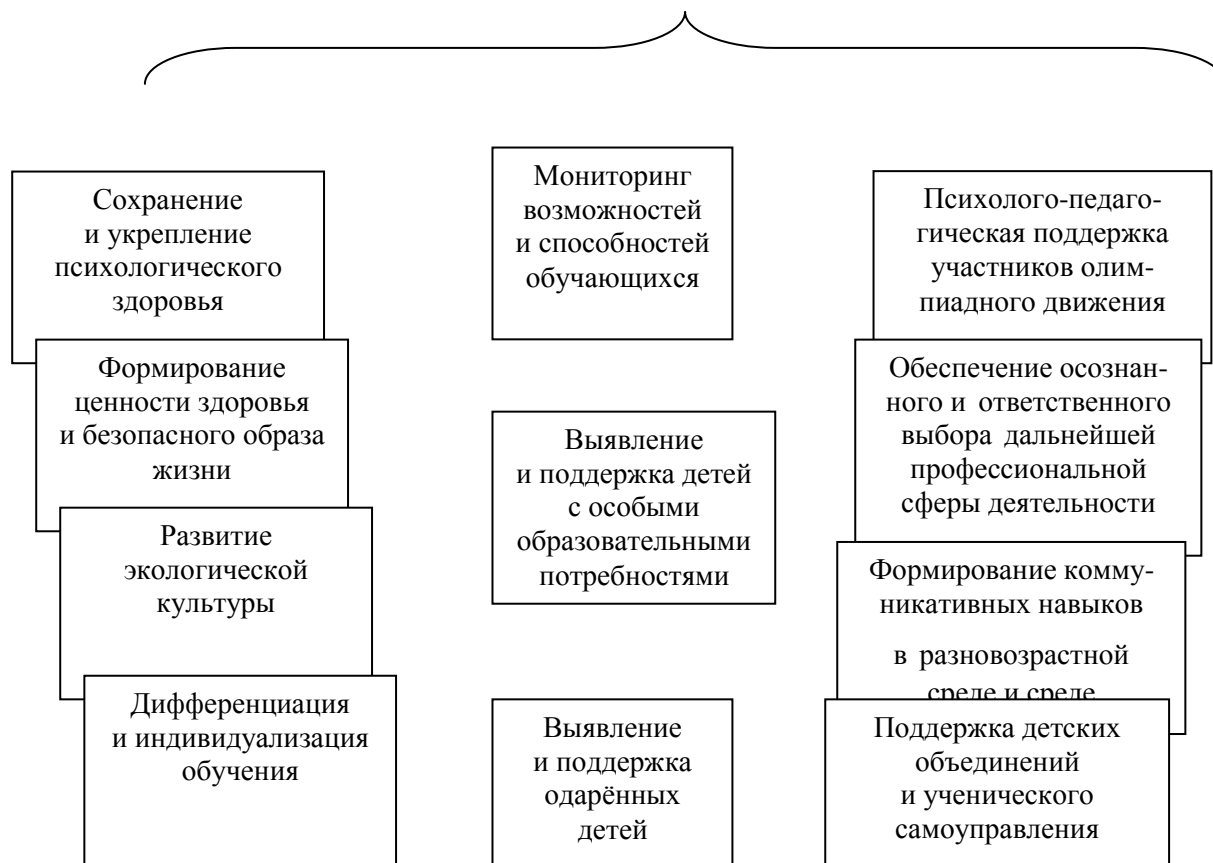 Сохранение
и укрепление
психологического
здоровья
Формирование
ценности здоровья
и безопасного образа
жизни
Развитие
экологической
культуры
Дифференциация
и индивидуализация
обучения
Мониторинг
возможностей
и способностей
обучающихся
Выявление
и поддержка детей
с особыми
образовательными
потребностями
Выявление
и поддержка
одарённых
детей
Психолого-педаго-
гическая поддержка
участников олим-
пиадного движения
Обеспечение осознан-
ного и ответственного
выбора дальнейшей
профессиональной
сферы деятельности
Формирование комму-
никативных навыков
в разновозрастной
среде и среде
Поддержка детских
объединений
и ученического
самоуправления